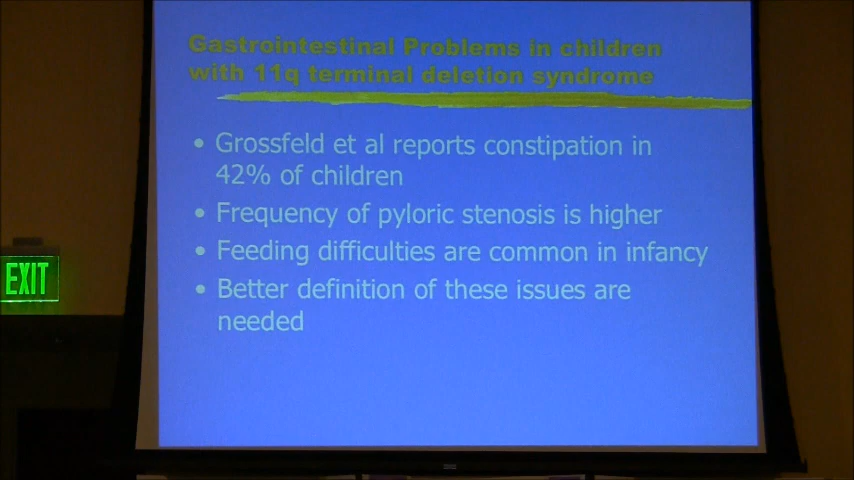 Gastrointestinal Problems in children
with 11q terminal deletion syndrome
• Grossfeld et al reports constipation in
42% of children
• Frequency of pyloric stenosis is higher
• Feeding difficulties are common in infancy
• Better definition of these issues are
needed
EXIT